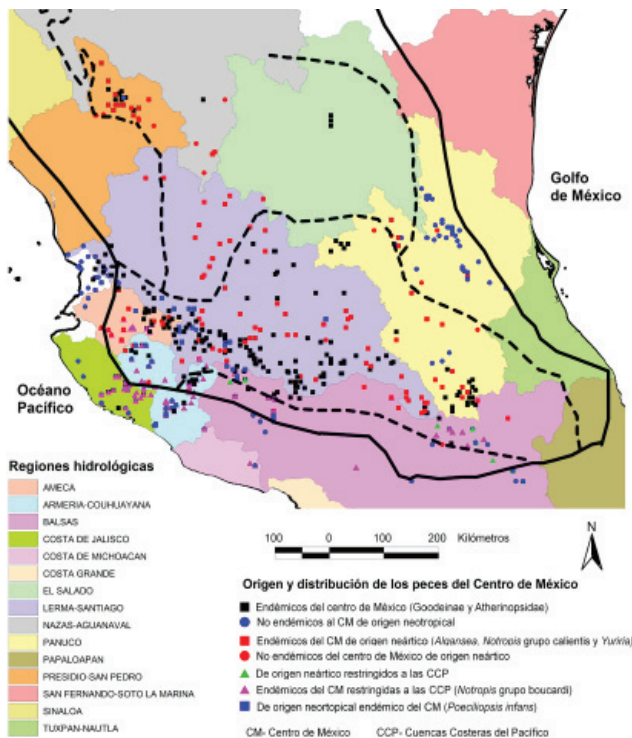 Golfo
de México
Océano
Pacífico
Regiones hidrológicas
AMECA
ARMERIA-COUHUAYANA
BALSAS
COSTA DE JALISCO
COSTA DE MICHOACAN
COSTA GRANDE
EL SALADO
LERMA-SANTIAGO
NAZAS-AGUANAVAL
PANUCO
PAPALOAPAN
PRESIDIO-SAN PEDRO
SAN FERNANDO-SOTO LA MARINA
SINALOA
TUXPAN-NAUTLA
100 50 0 100 200 Kilómetros
N
Origen y distribución de los peces del Centro de México
Endémicos del centro de México (Goodeinae y Atherinopsidae)
No endémicos al CM de origen neotropical
Endémicos del CM de origen neártico (Algansea, Notropis grupo calientis y Yuriria)
No endémicos del centro de México de origen neártico
De origen neártico restringidos a las CCP
Endémicos del CM restringidas a las CCP (Notropis grupo boucardi)
De origen neortopical endémico del CM (Poeciliopsis infans)
CM- Centro de México CCP- Cuencas Costeras del Pacífico